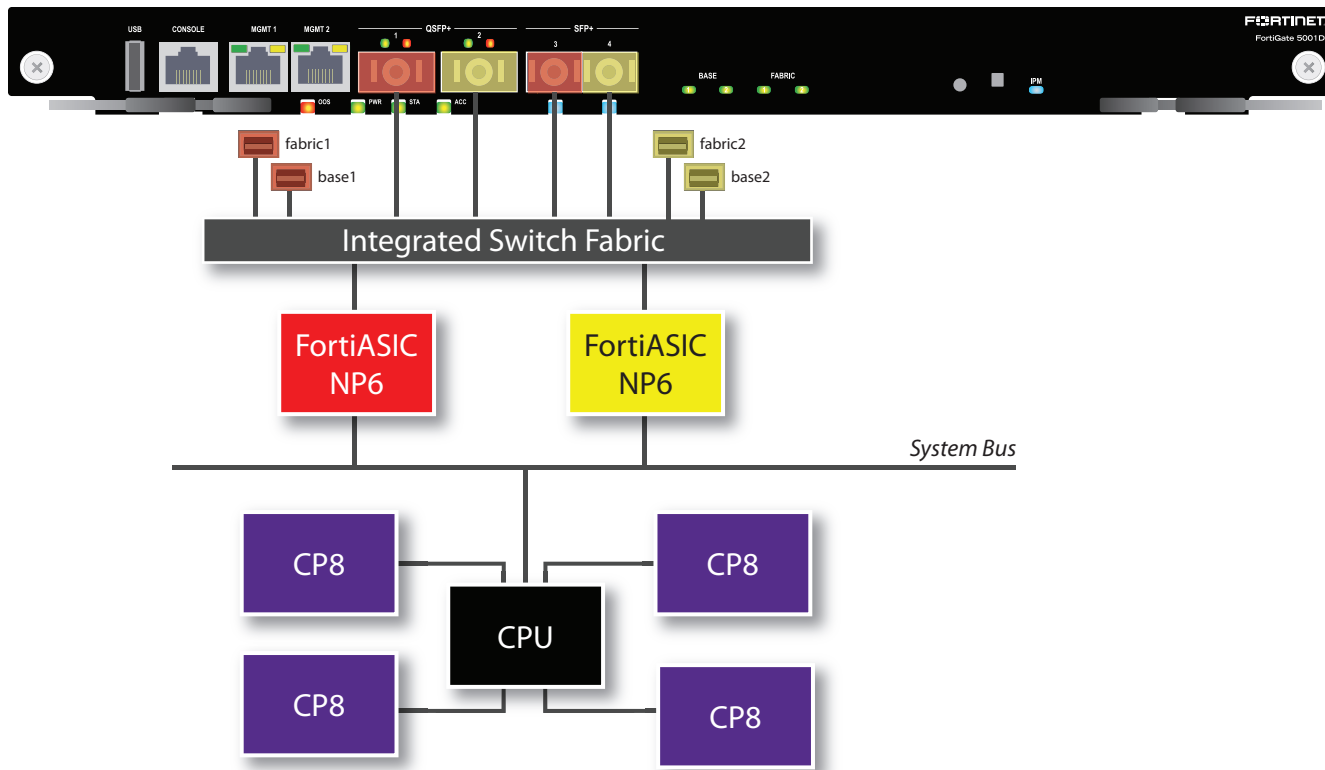 USB
CONSOLE
MGMT 1
MGMT 2
QSFP+
1
2
SFP+
3
4
BASE
FABRIC
IPM
FORTINET
FortiGate 5001D
OOS
PWR
STA
ACC
fabric1
base1
fabric2
base2
Integrated Switch Fabric
FortiASIC
NP6
FortiASIC
NP6
System Bus
CP8
CP8
CPU
CP8
CP8